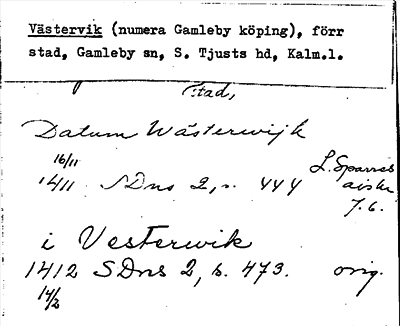 Västervik (numera Gamleby köping), förr
stad, Gamleby sn, S. Tjusts hd, Kalm.l.
stad,
Datum Wästerwijk
16/11 L. Sparres
1411 SDns 2, s. 444 avskr
7.6.
i Vesterwik
1412 SDns 2, s. 473. orig.
14/2